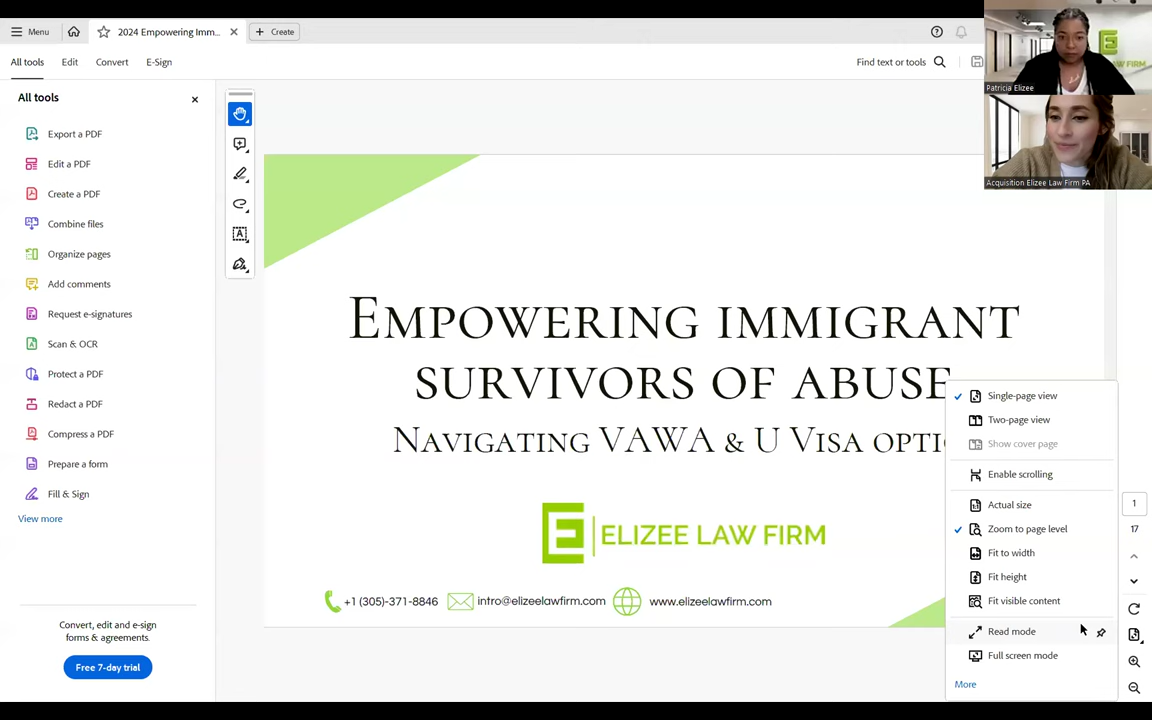 Menu
2024 Empowering Imm...
Create
All tools
Edit
Convert
E-Sign
Find text or tools
LAW FIRM
Patricia Elizee
Acquisition Elizee Law Firm PA
All tools
Export a PDF
Edit a PDF
Create a PDF
Combine files
Organize pages
Add comments
Request e-signatures
Scan & OCR
Protect a PDF
Redact a PDF
Compress a PDF
Prepare a form
Fill & Sign
View more
Convert, edit and e-sign
forms & agreements.
Free 7-day trial
EMPOWERING IMMIGRANT
SURVIVORS OF ABUSE
NAVIGATING VAWA & U VISA OPTI
ELIZEE LAW FIRM
+1 (305)-371-8846
intro@elizeelawfirm.com
www.elizeelawfirm.com
Single-page view
Two-page view
Show cover page
Enable scrolling
Actual size
Zoom to page level
Fit to width
Fit height
Fit visible content
Read mode
Full screen mode
More
1
17